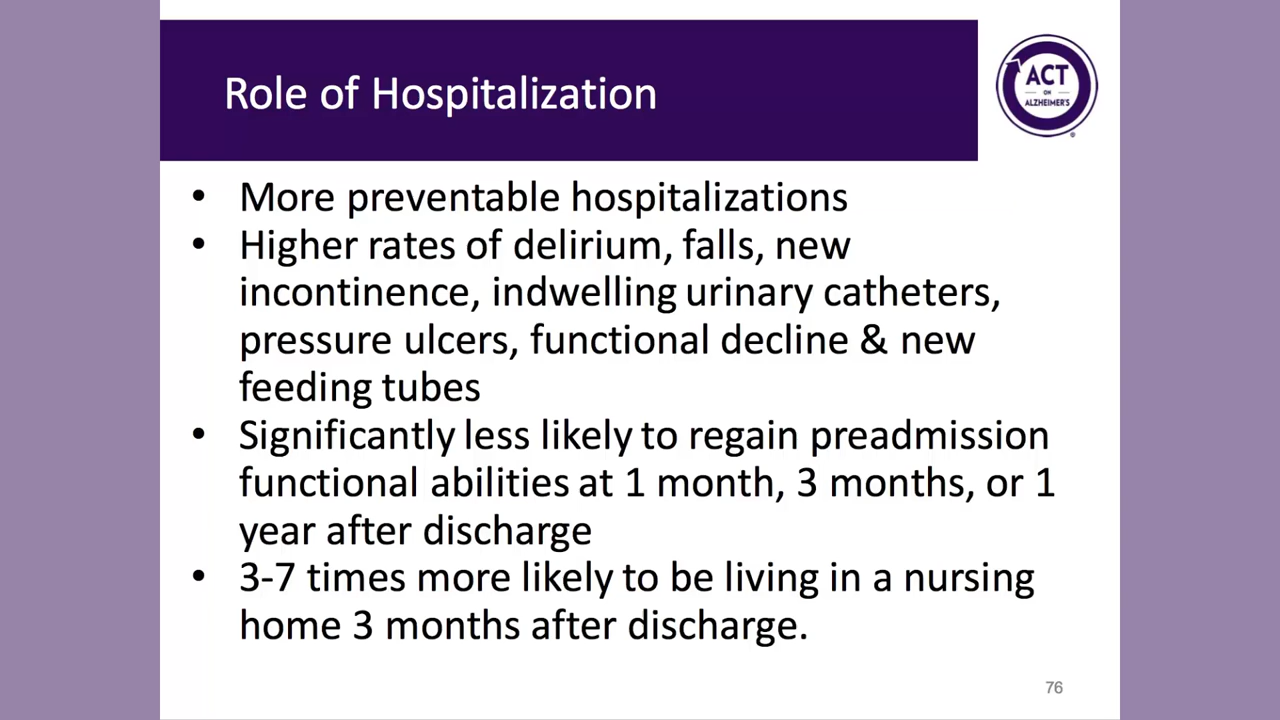 Role of Hospitalization
ACT
ON
ALZHEIMER'S
®
• More preventable hospitalizations
• Higher rates of delirium, falls, new
incontinence, indwelling urinary catheters,
pressure ulcers, functional decline & new
feeding tubes
• Significantly less likely to regain preadmission
functional abilities at 1 month, 3 months, or 1
year after discharge
• 3-7 times more likely to be living in a nursing
home 3 months after discharge.
76